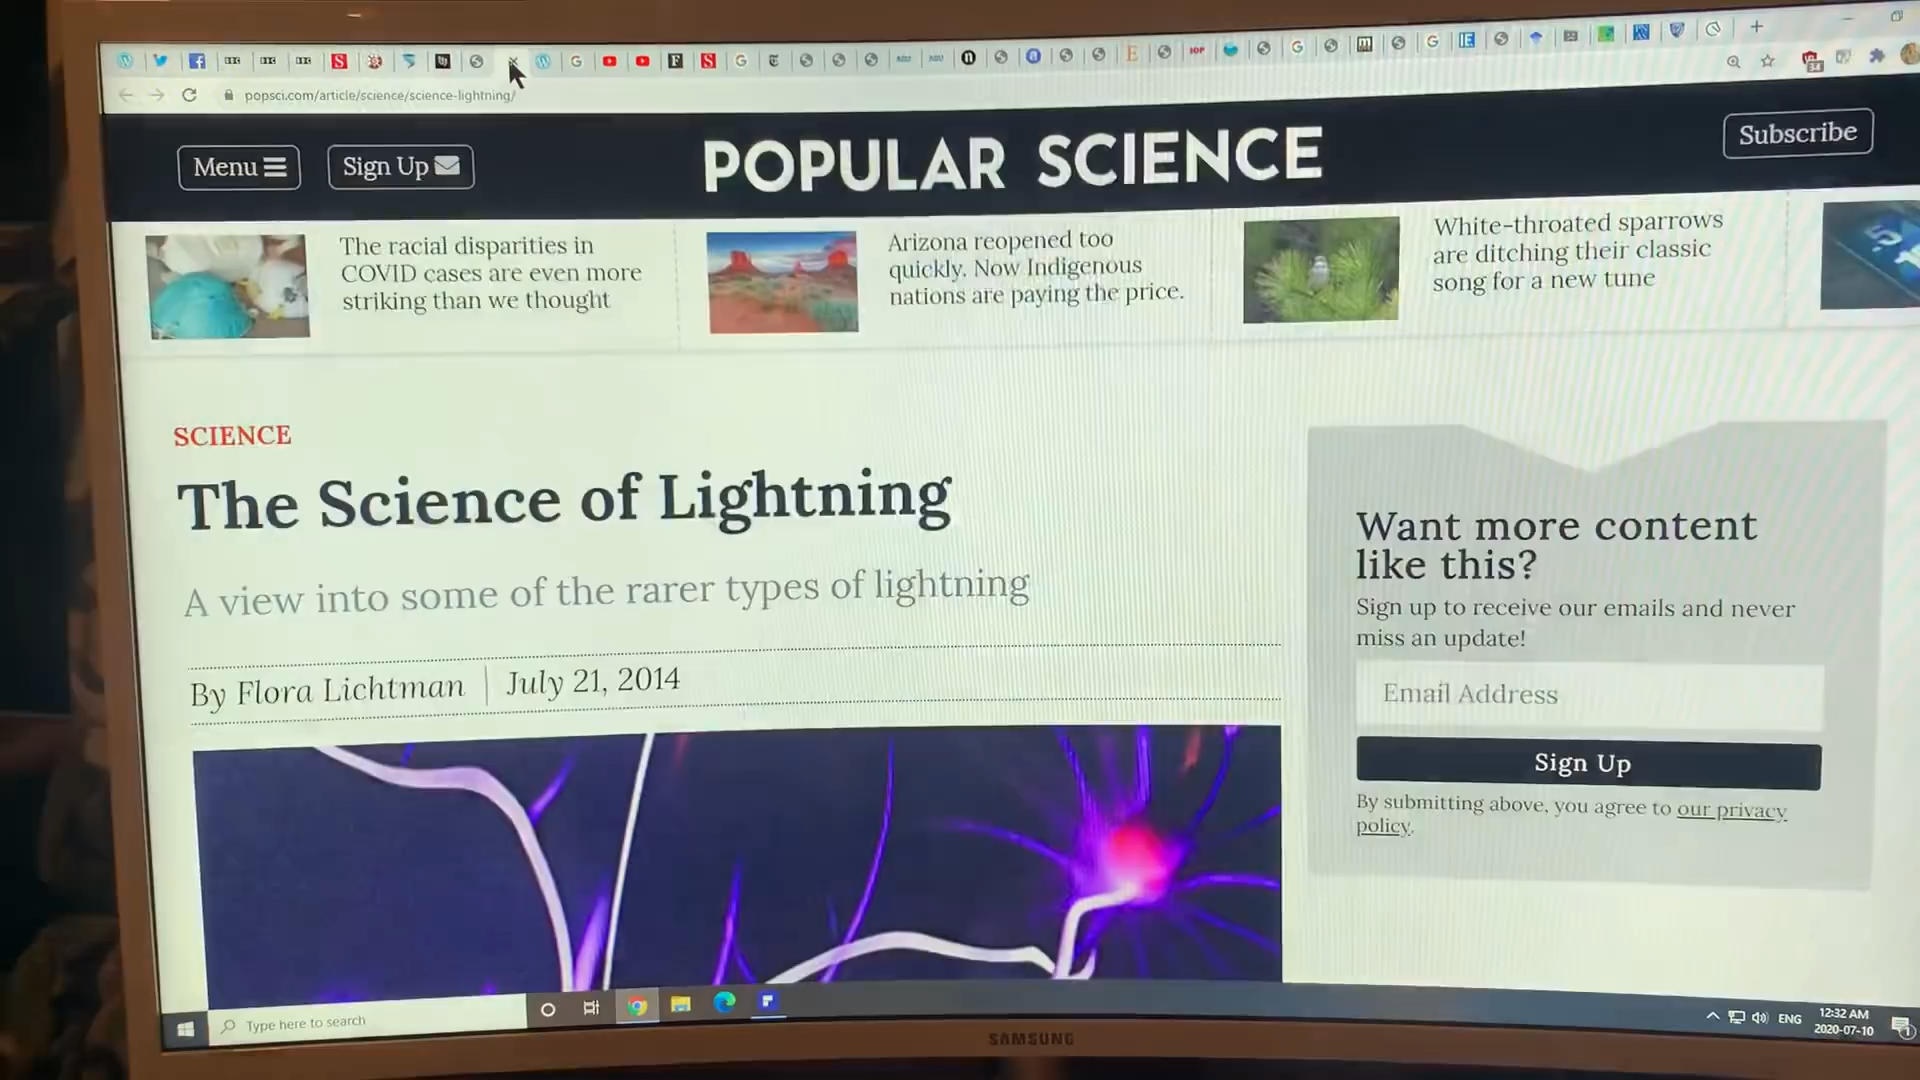 popsci.com/article/science/science-lightning/
Menu
Sign Up
POPULAR SCIENCE
Subscribe
The racial disparities in
COVID cases are even more
striking than we thought
Arizona reopened too
quickly. Now Indigenous
nations are paying the price.
White-throated sparrows
are ditching their classic
song for a new tune
SCIENCE
The Science of Lightning
A view into some of the rarer types of lightning
By Flora Lichtman
July 21, 2014
Want more content
like this?
Sign up to receive our emails and never
miss an update!
Email Address
Sign Up
By submitting above, you agree to our privacy
policy.
Type here to search
ENG
12:32 AM
2020-07-10
SAMSUNG